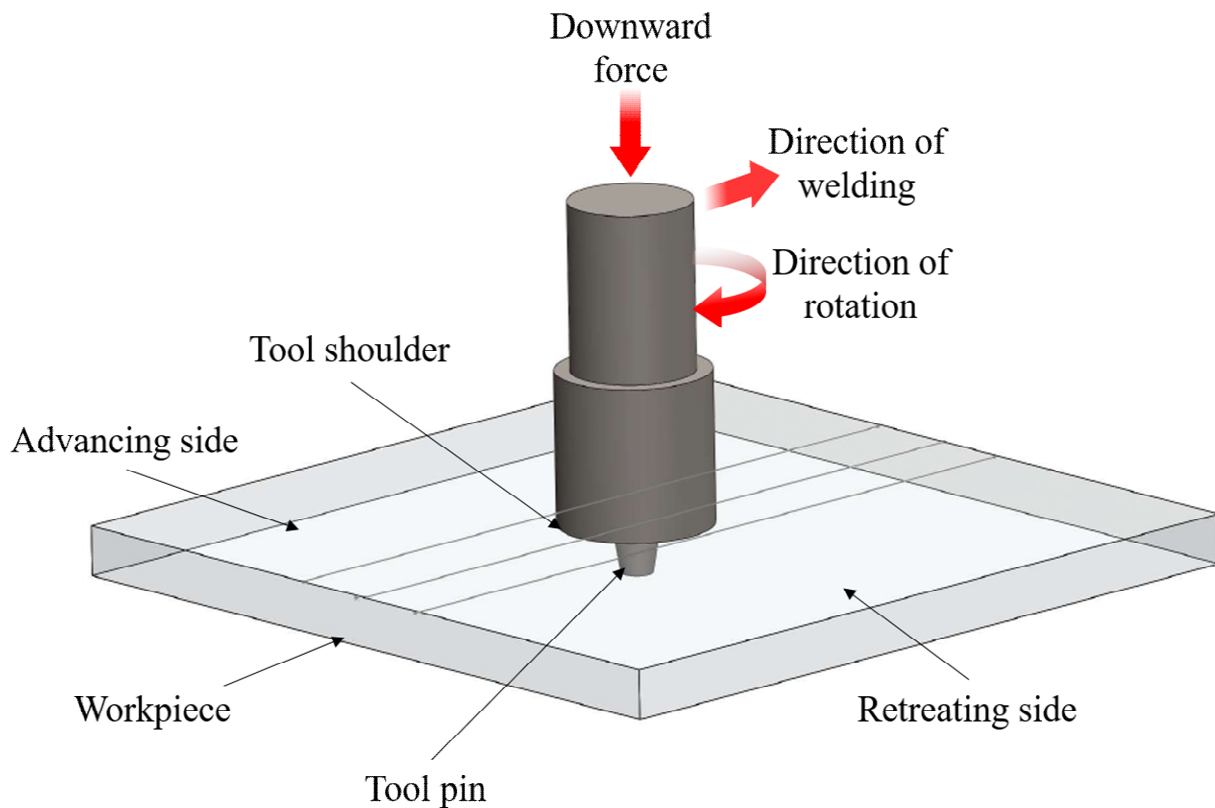 Downward
force
Direction of
welding
Direction of
rotation
Tool shoulder
Advancing side
Workpiece
Retreating side
Tool pin